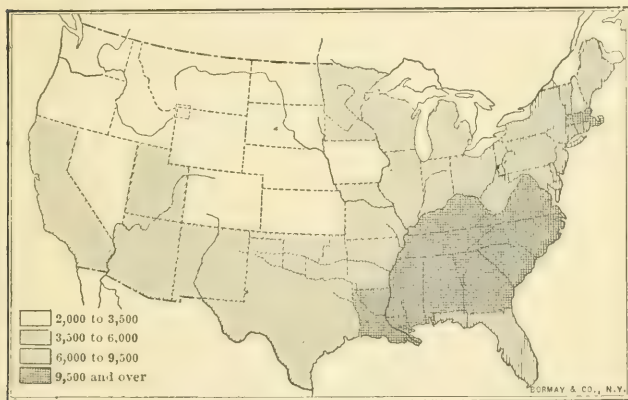 2,000 to 3,500
3,500 to 6,000
6,000 to 9,500
9,500 and over
BORMAY & CO., N.Y.